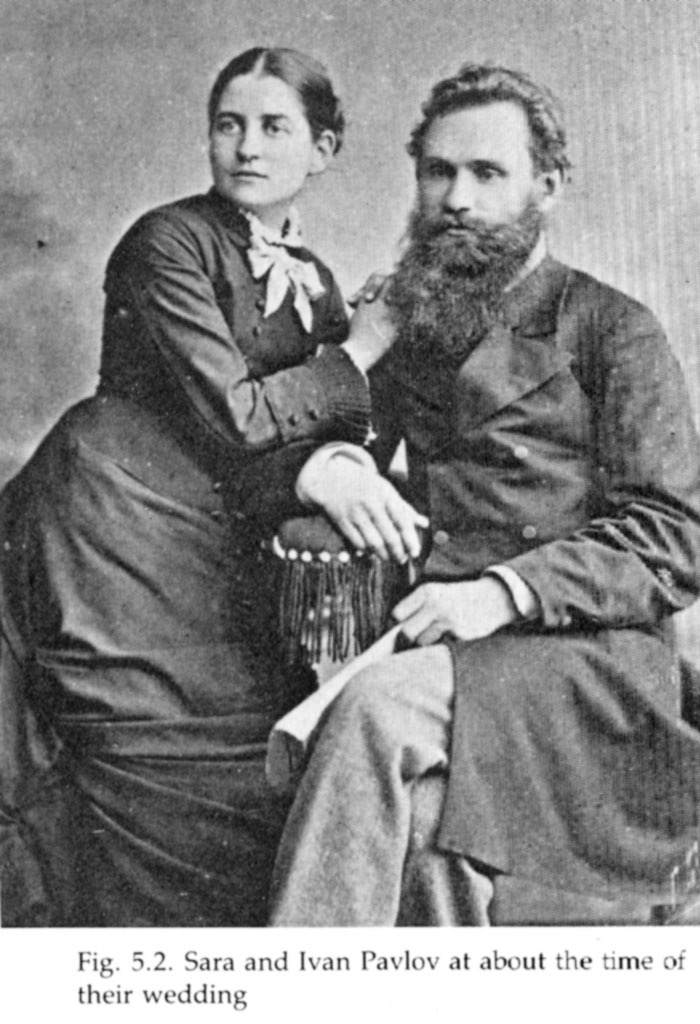 Fig. 5.2. Sara and Ivan Pavlov at about the time of
their wedding